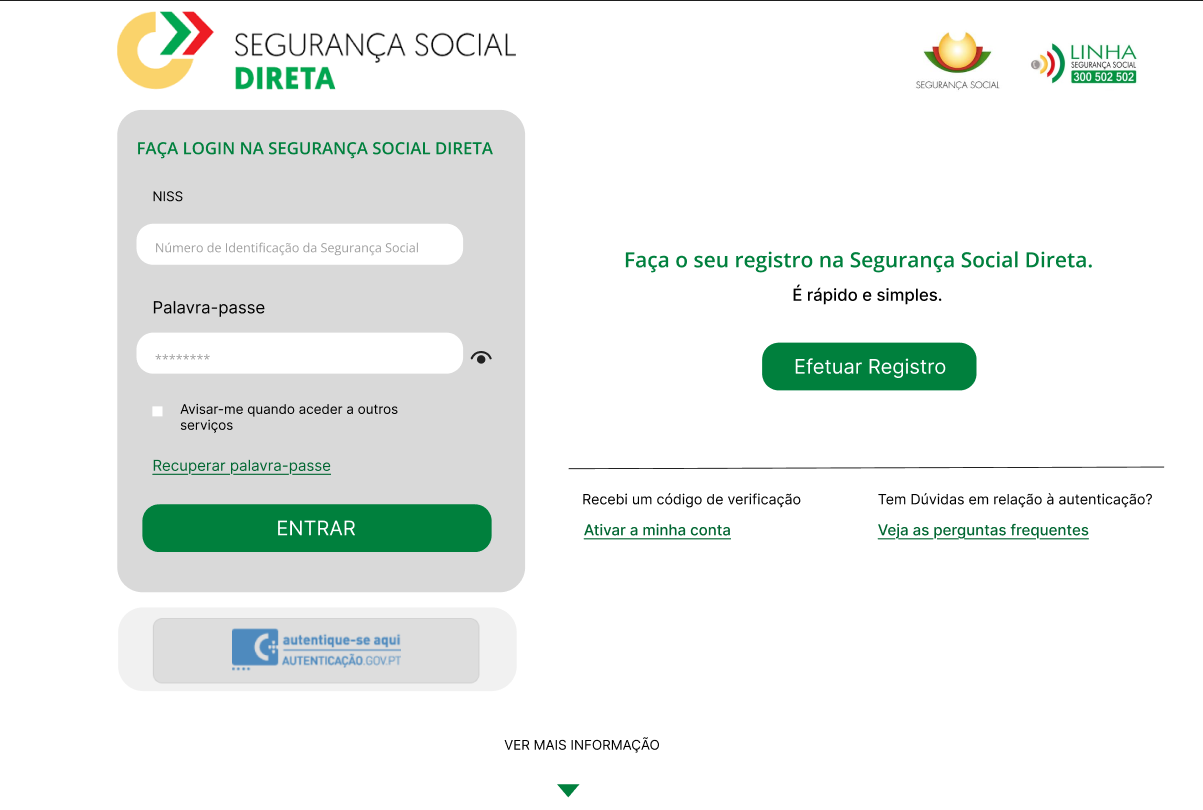 SEGURANÇA SOCIAL
DIRETA
SEGURANÇA SOCIAL
LINHA
SEGURANÇA SOCIAL
300 502 502
FAÇA LOGIN NA SEGURANÇA SOCIAL DIRETA
NISS
Número de Identificação da Segurança Social
Palavra-passe
********
Avisar-me quando aceder a outros
serviços
Recuperar palavra-passe
ENTRAR
autentique-se aqui
AUTENTICAÇÃO.GOV.PT
Faça o seu registro na Segurança Social Direta.
É rápido e simples.
Efetuar Registro
Recebi um código de verificação
Ativar a minha conta
Tem Dúvidas em relação à autenticação?
Veja as perguntas frequentes
VER MAIS INFORMAÇÃO